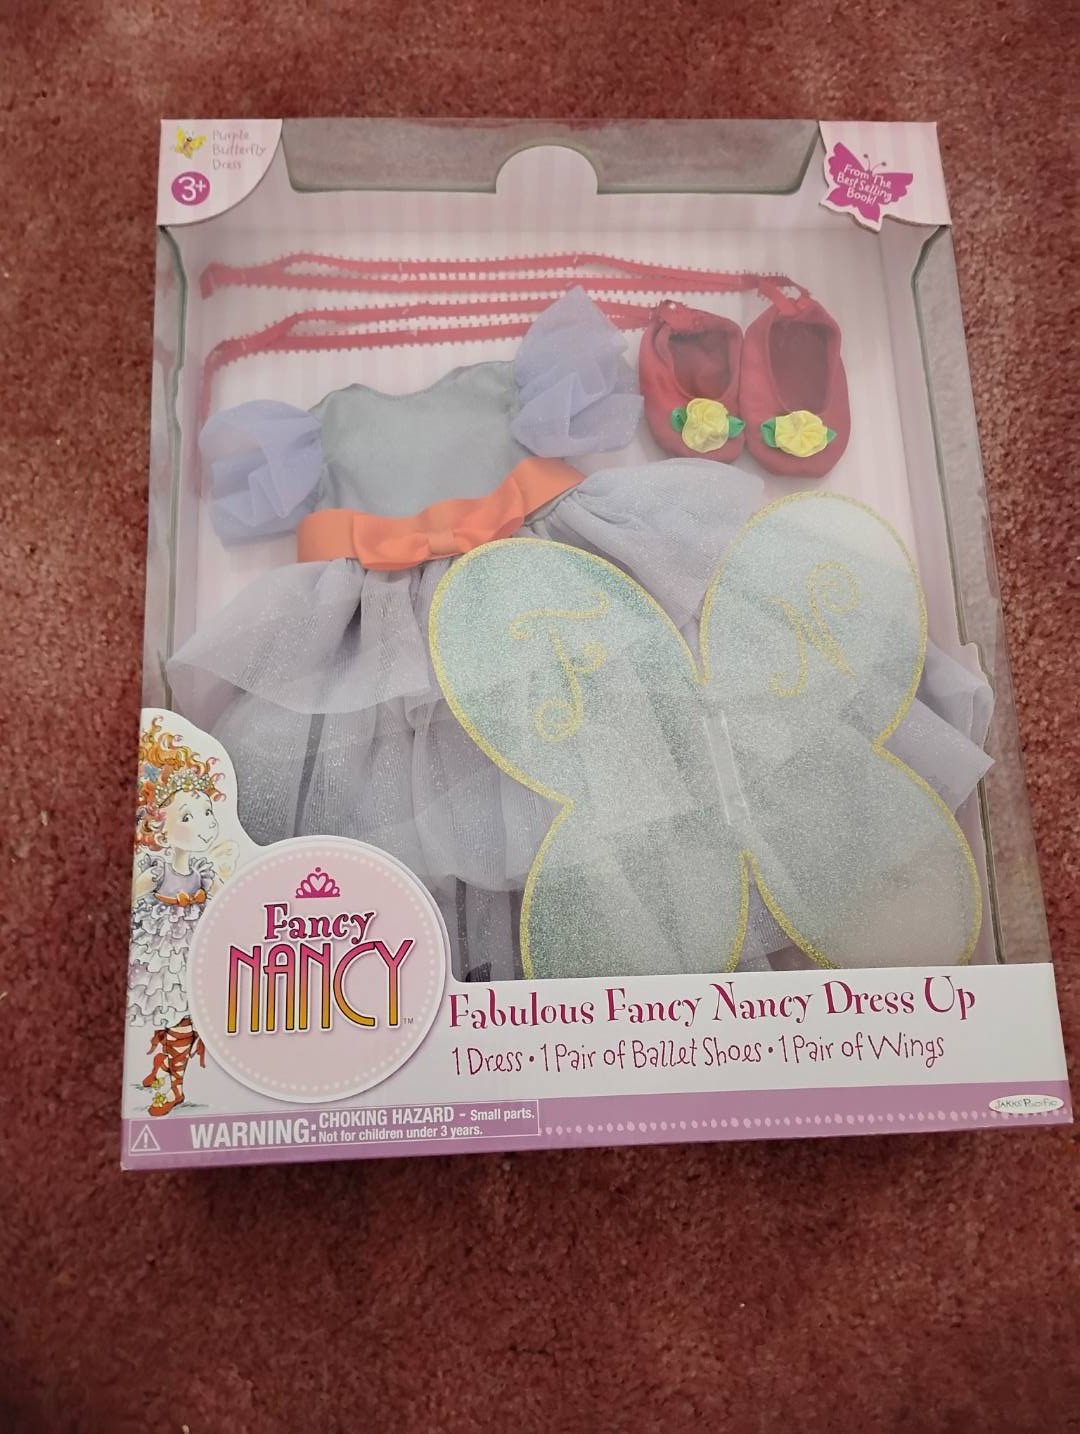 Purple
Butterfly
Dress
3+
From The
Best Selling
Book!
F N
Fancy
NANCY™
Fabulous Fancy Nancy Dress Up
1 Dress • 1 Pair of Ballet Shoes • 1 Pair of Wings
JAKKS Pacific
WARNING: CHOKING HAZARD - Small parts.
Not for children under 3 years.